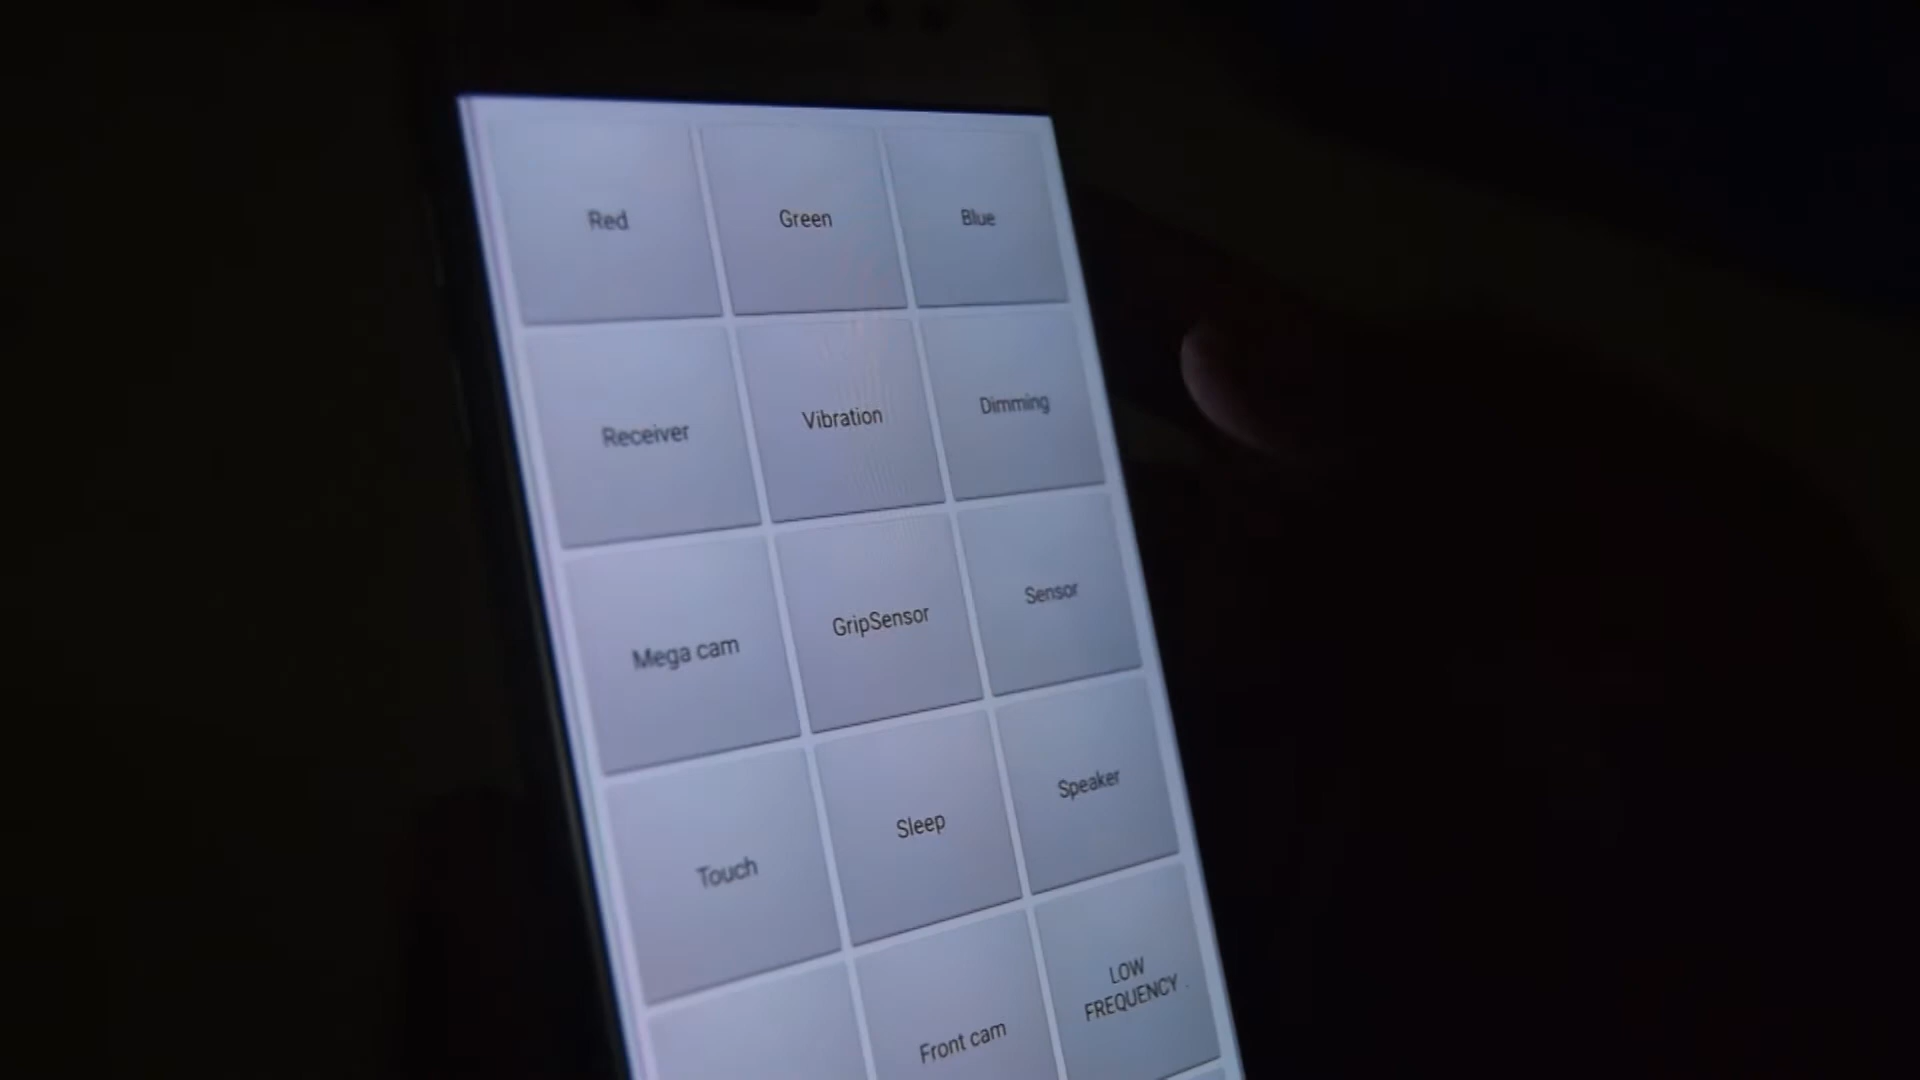 Red
Green
Blue
Receiver
Vibration
Dimming
Mega cam
GripSensor
Sensor
Touch
Sleep
Speaker
Front cam
LOW
FREQUENCY